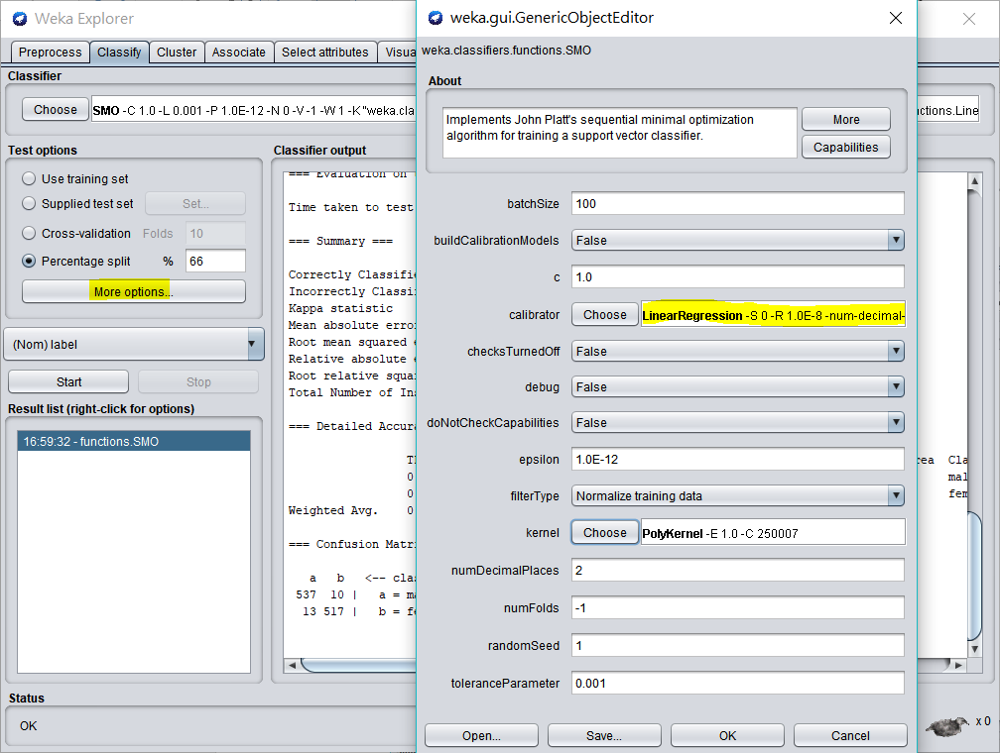 Weka Explorer
Preprocess Classify Cluster Associate Select attributes Visua
Classifier
Choose SMO -C 1.0 -L 0.001 -P 1.0E-12 -N 0 -V -1 -W 1 -K "weka.cla
ctions.Line
Test options
Use training set
Supplied test set Set...
Cross-validation Folds 10
Percentage split % 66
More options...
(Nom) label
Start Stop
Result list (right-click for options)
16:59:32 - functions.SMO
Classifier output
=== Evaluation on
Time taken to test
=== Summary ===
Correctly Classifie
Incorrectly Classi
Kappa statistic
Mean absolute erro
Root mean squared
Relative absolute
Root relative squa
Total Number of In
=== Detailed Accura
rea Cla
0 mal
0 fem
Weighted Avg. 0
=== Confusion Matri
a b <-- clas
537 10 | a = ma
13 517 | b = fe
Status
OK
x 0
weka.gui.GenericObjectEditor
weka.classifiers.functions.SMO
About
Implements John Platt's sequential minimal optimization
algorithm for training a support vector classifier.
More
Capabilities
batchSize 100
buildCalibrationModels False
c 1.0
calibrator Choose LinearRegression -S 0 -R 1.0E-8 -num-decimal-
checksTurnedOff False
debug False
doNotCheckCapabilities False
epsilon 1.0E-12
filterType Normalize training data
kernel Choose PolyKernel -E 1.0 -C 250007
numDecimalPlaces 2
numFolds -1
randomSeed 1
toleranceParameter 0.001
Open... Save... OK Cancel